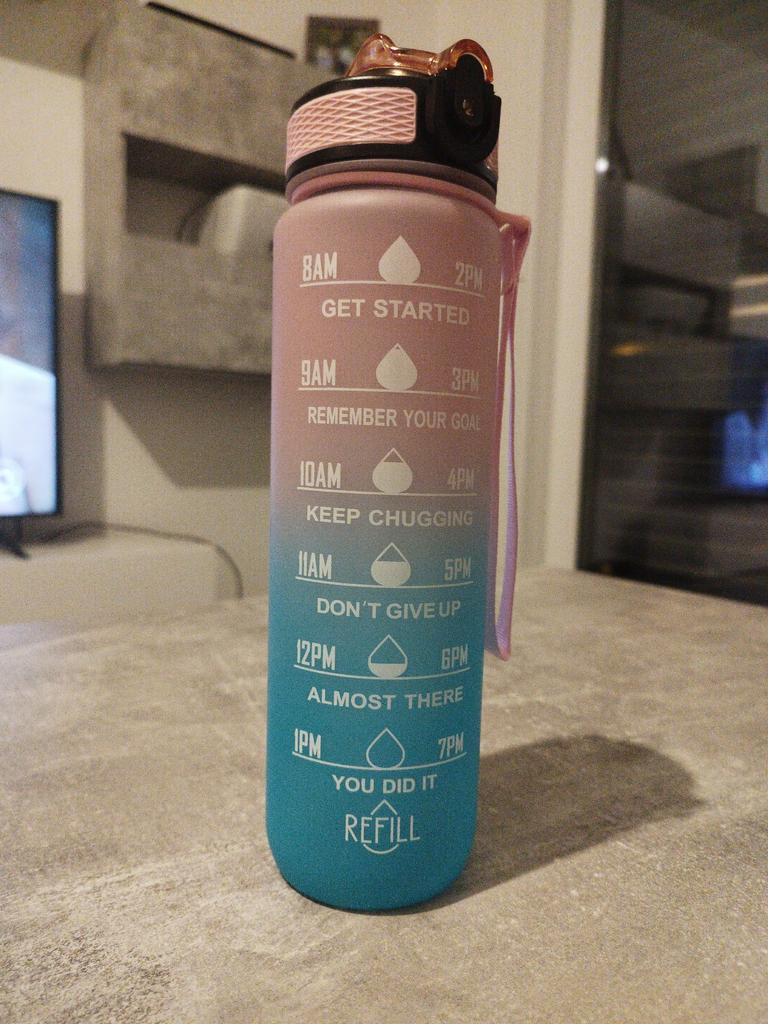 8AM 2PM
GET STARTED
9AM 3PM
REMEMBER YOUR GOAL
10AM 4PM
KEEP CHUGGING
11AM 5PM
DON'T GIVE UP
12PM 6PM
ALMOST THERE
1PM 7PM
YOU DID IT
REFILL